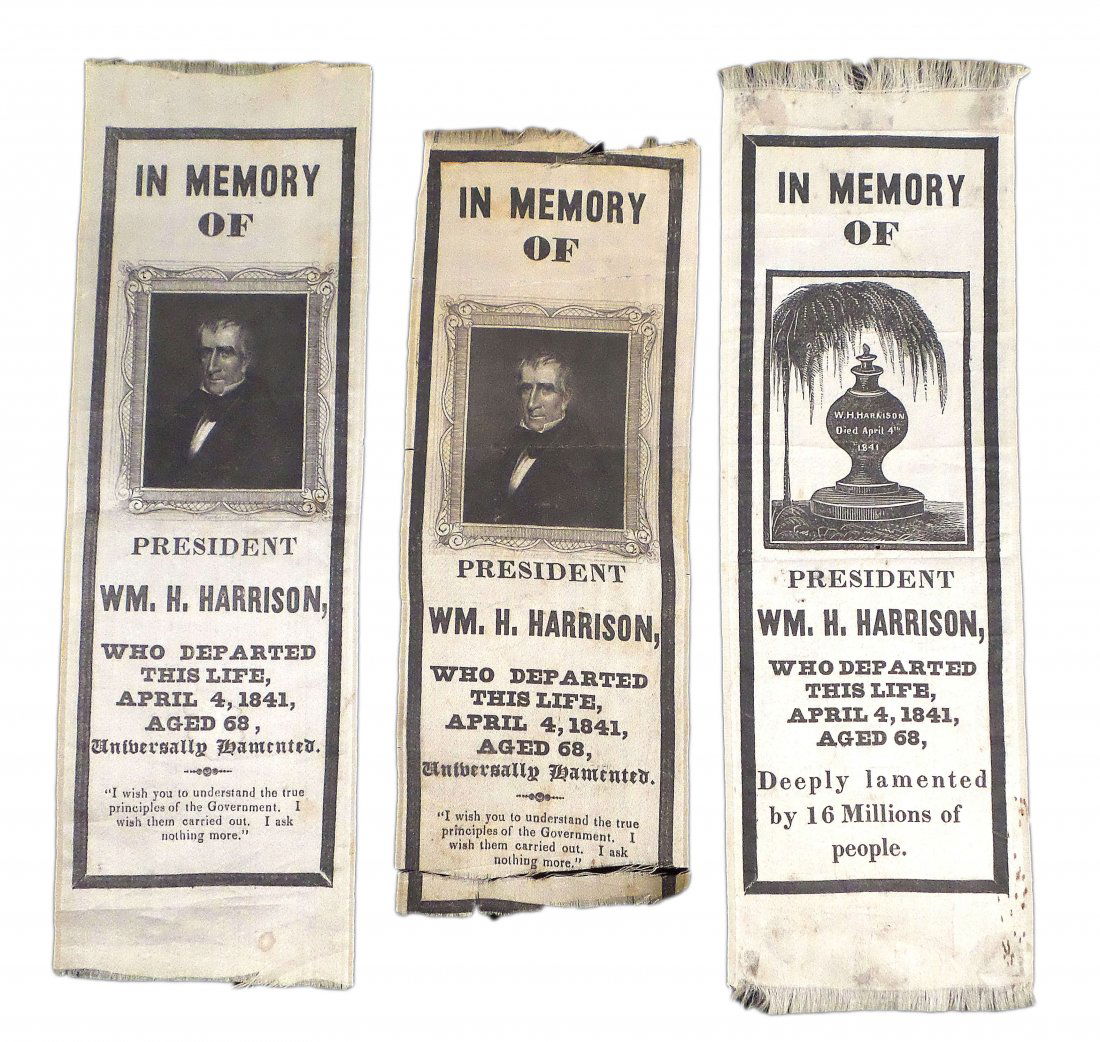 IN MEMORY
OF
PRESIDENT
WM. H. HARRISON,
WHO DEPARTED
THIS LIFE,
APRIL 4, 1841,
AGED 68,
Universally Lamented.
"I wish you to understand the true
principles of the Government. I
wish them carried out. I ask
nothing more."
IN MEMORY
OF
PRESIDENT
WM. H. HARRISON,
WHO DEPARTED
THIS LIFE,
APRIL 4, 1841,
AGED 68,
Universally Lamented.
"I wish you to understand the true
principles of the Government. I
wish them carried out. I ask
nothing more."
IN MEMORY
OF
W. H. HARRISON
Died April 4th
1841
PRESIDENT
WM. H. HARRISON,
WHO DEPARTED
THIS LIFE,
APRIL 4, 1841,
AGED 68,
Deeply lamented
by 16 Millions of
people.